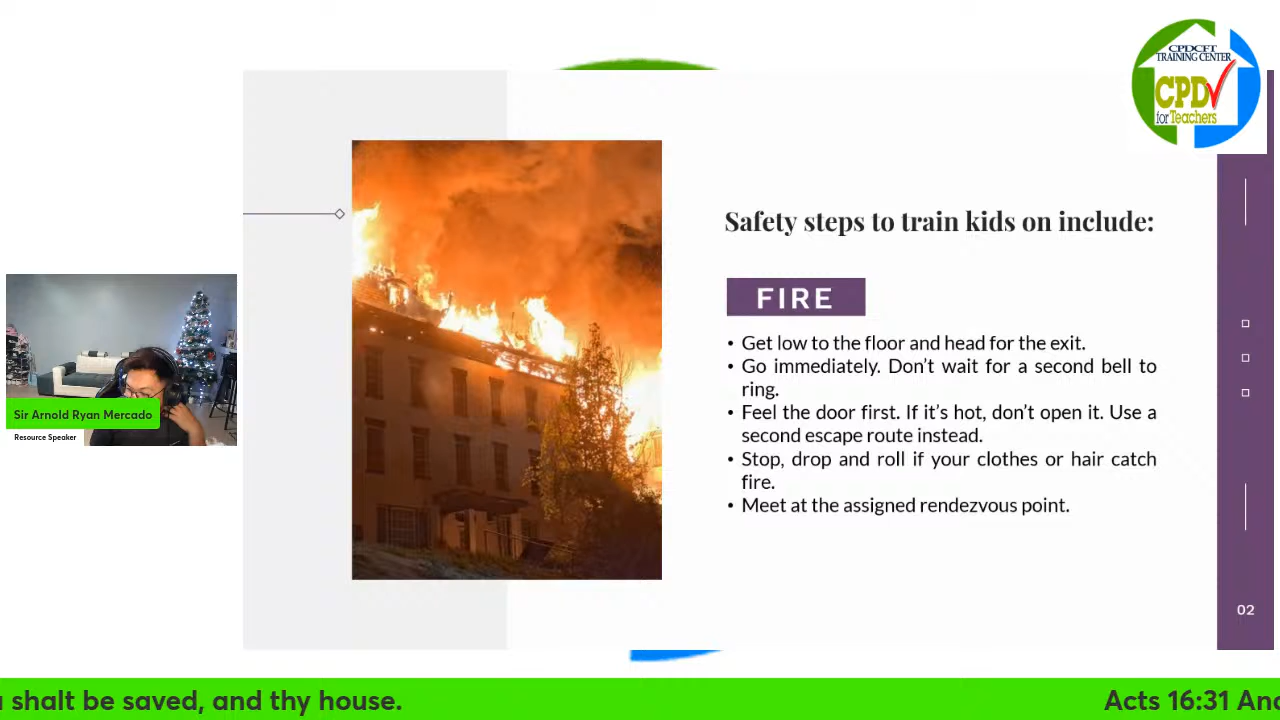 CPDCFT
TRAINING CENTER
CPD
for Teachers
Safety steps to train kids on include:
FIRE
• Get low to the floor and head for the exit.
• Go immediately. Don't wait for a second bell to
ring.
• Feel the door first. If it's hot, don't open it. Use a
second escape route instead.
• Stop, drop and roll if your clothes or hair catch
fire.
• Meet at the assigned rendezvous point.
Sir Arnold Ryan Mercado
Resource Speaker
02
shalt be saved, and thy house.
Acts 16:31